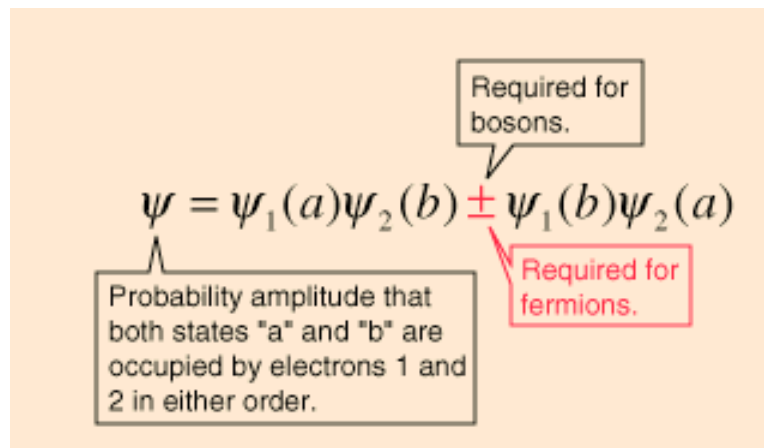 Required for
bosons.
ψ = ψ₁(a)ψ₂(b) ± ψ₁(b)ψ₂(a)
Required for
fermions.
Probability amplitude that
both states "a" and "b" are
occupied by electrons 1 and
2 in either order.